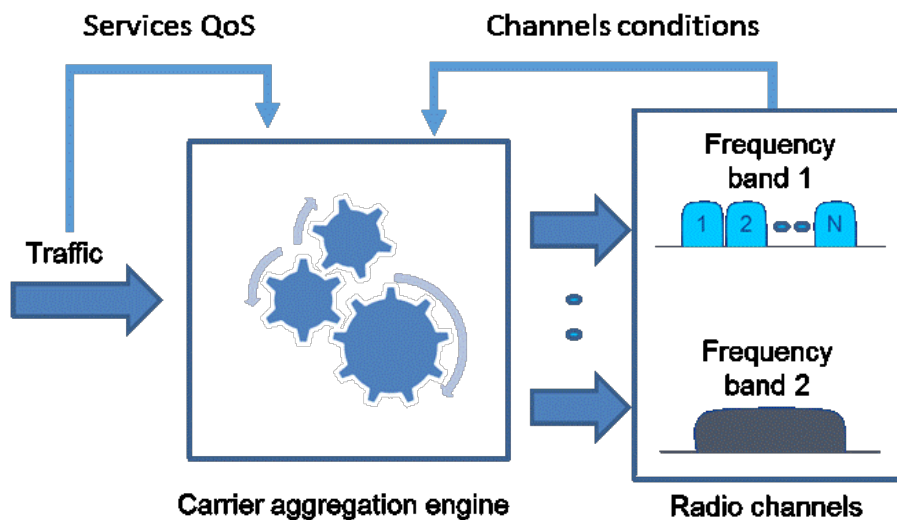 Services QoS
Channels conditions
Traffic
Frequency
band 1
1 2 N
Frequency
band 2
Carrier aggregation engine
Radio channels